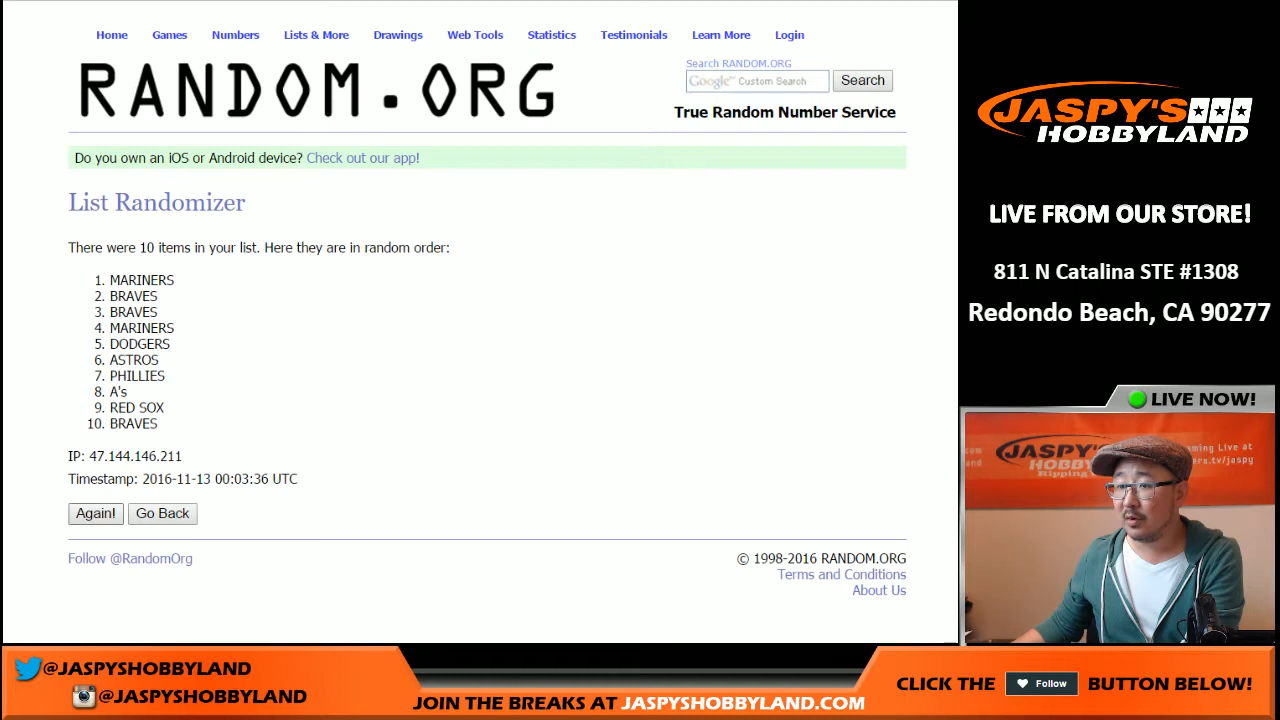 Home Games Numbers Lists & More Drawings Web Tools Statistics Testimonials Learn More Login
RANDOM.ORG
Search RANDOM.ORG
Google™ Custom Search Search
True Random Number Service
Do you own an iOS or Android device? Check out our app!
List Randomizer
There were 10 items in your list. Here they are in random order:
1. MARINERS
2. BRAVES
3. BRAVES
4. MARINERS
5. DODGERS
6. ASTROS
7. PHILLIES
8. A's
9. RED SOX
10. BRAVES
IP: 47.144.146.211
Timestamp: 2016-11-13 00:03:36 UTC
Again! Go Back
Follow @RandomOrg
© 1998-2016 RANDOM.ORG
Terms and Conditions
About Us
JASPY'S
HOBBYLAND
LIVE FROM OUR STORE!
811 N Catalina STE #1308
Redondo Beach, CA 90277
LIVE NOW!
JASPY'S
HOBBY
Ripping
Live at
@JASPYSHOBBYLAND
@JASPYSHOBBYLAND
JOIN THE BREAKS AT JASPYSHOBBYLAND.COM
CLICK THE Follow BUTTON BELOW!